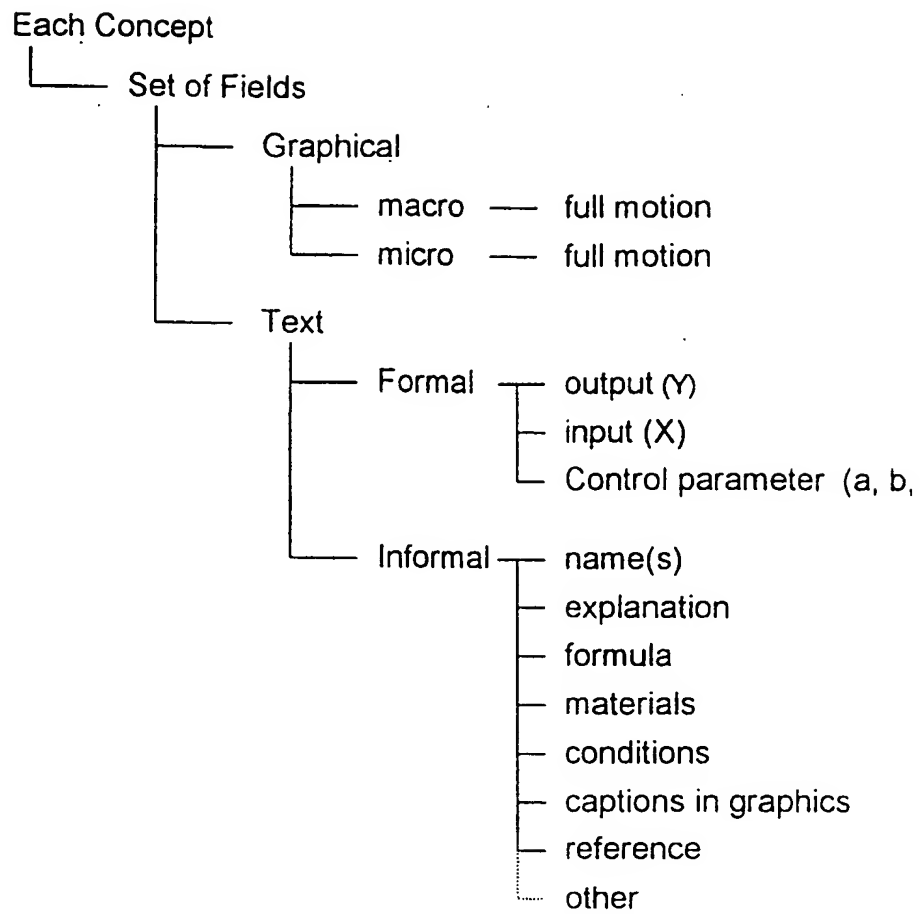 Each Concept
Set of Fields
Graphical
macro — full motion
micro — full motion
Text
Formal output (Y)
input (X)
Control parameter (a, b,
Informal name(s)
explanation
formula
materials
conditions
captions in graphics
reference
other